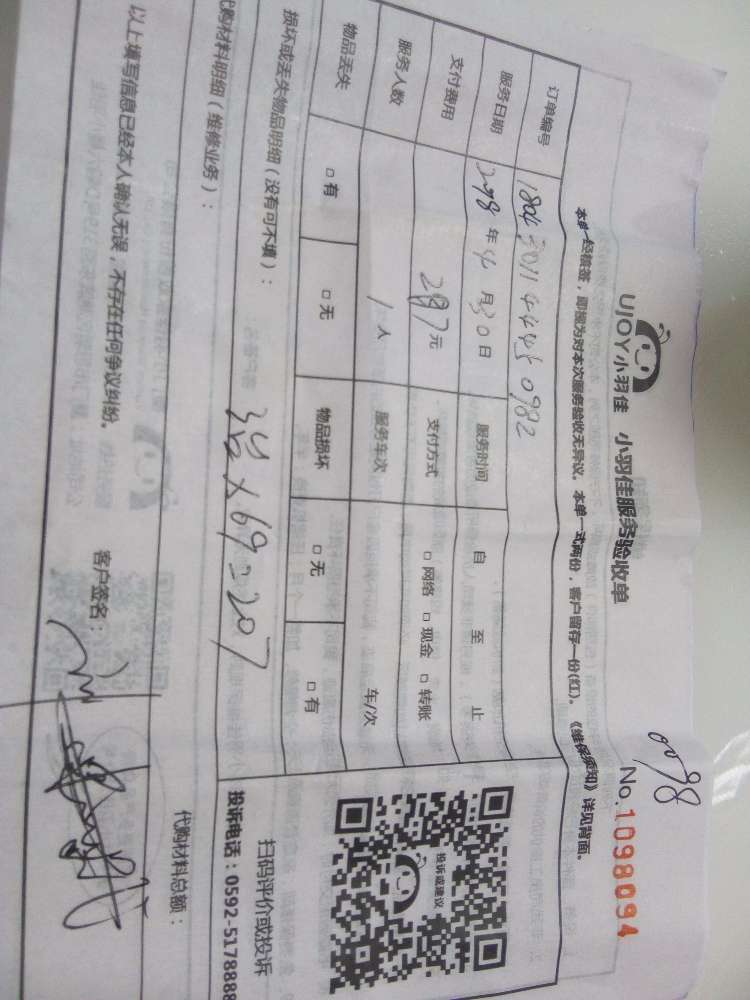 UJOY小羽佳 小羽佳服务验收单
No.1098094
0098
本单一经核签，即视为对本次服务验收无异议。本单一式两份，客户留存一份(红)。《维保须知》详见背面。
订单编号
服务日期 年 4 月 30 日 服务时间 自 至 止
支付费用 207 元 支付方式 □ 网络 □ 现金 □ 转账
服务人数 1 人 服务车次 车/次
物品丢失 □ 有 □ 无 物品损坏 □ 无 □ 有
损坏或丢失物品明细（没有可不填）：
69=207
代购材料明细（维修业务）：
代购材料总额：
以上填写信息已经本人确认无误，不存在任何争议纠纷。
客户签名：
投诉或建议
扫码评价或投诉
投诉电话：0592-5178888